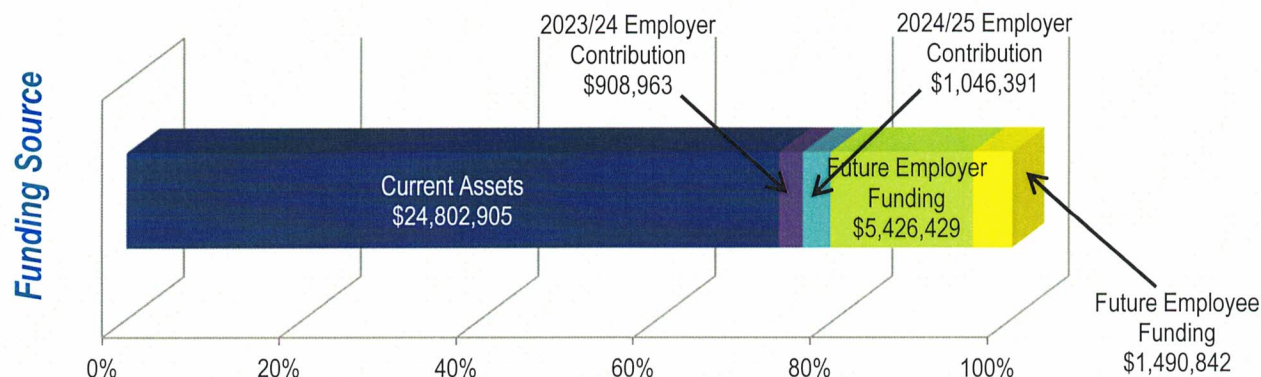 2023/24 Employer
Contribution
$908,963
2024/25 Employer
Contribution
$1,046,391
Funding Source
Current Assets
$24,802,905
Future Employer
Funding
$5,426,429
Future Employee
Funding
$1,490,842
0%
20%
40%
60%
80%
100%